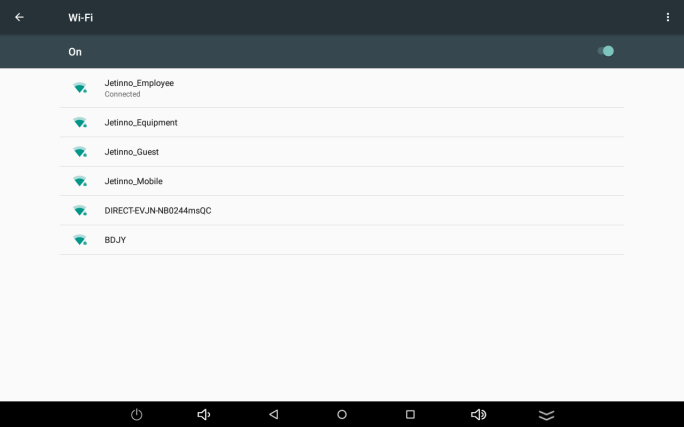 Wi-Fi
On
Jetinno_Employee
Connected
Jetinno_Equipment
Jetinno_Guest
Jetinno_Mobile
DIRECT-EVJN-NB0244msQC
BDJY